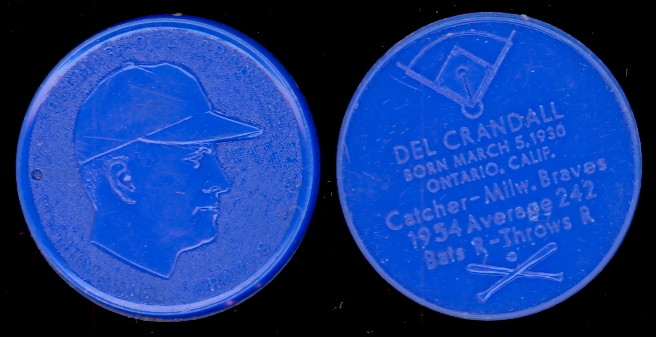 DEL CRANDALL
BORN MARCH 5, 1930
ONTARIO, CALIF.
Catcher-Milw. Braves
1954 Average 242
Bats R-Throws R